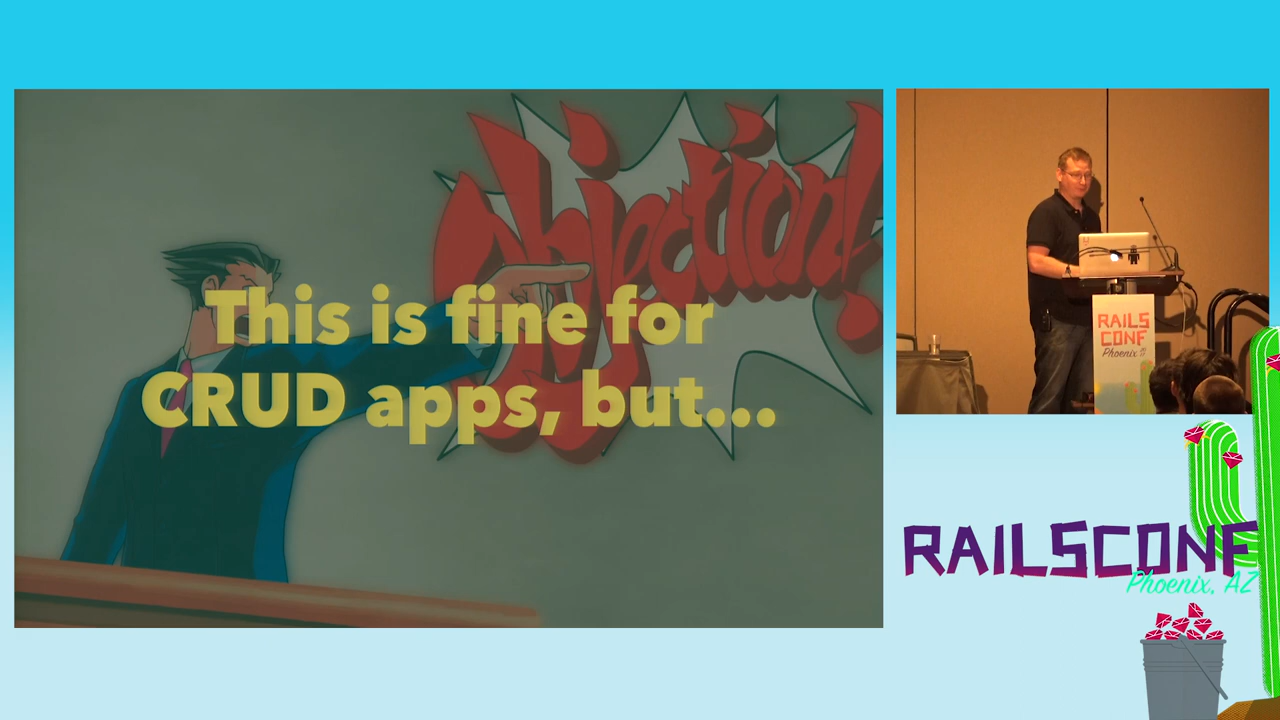 Objection!
This is fine for
CRUD apps, but...
RAILS
CONF
Phoenix
RAILSCONF
Phoenix, AZ